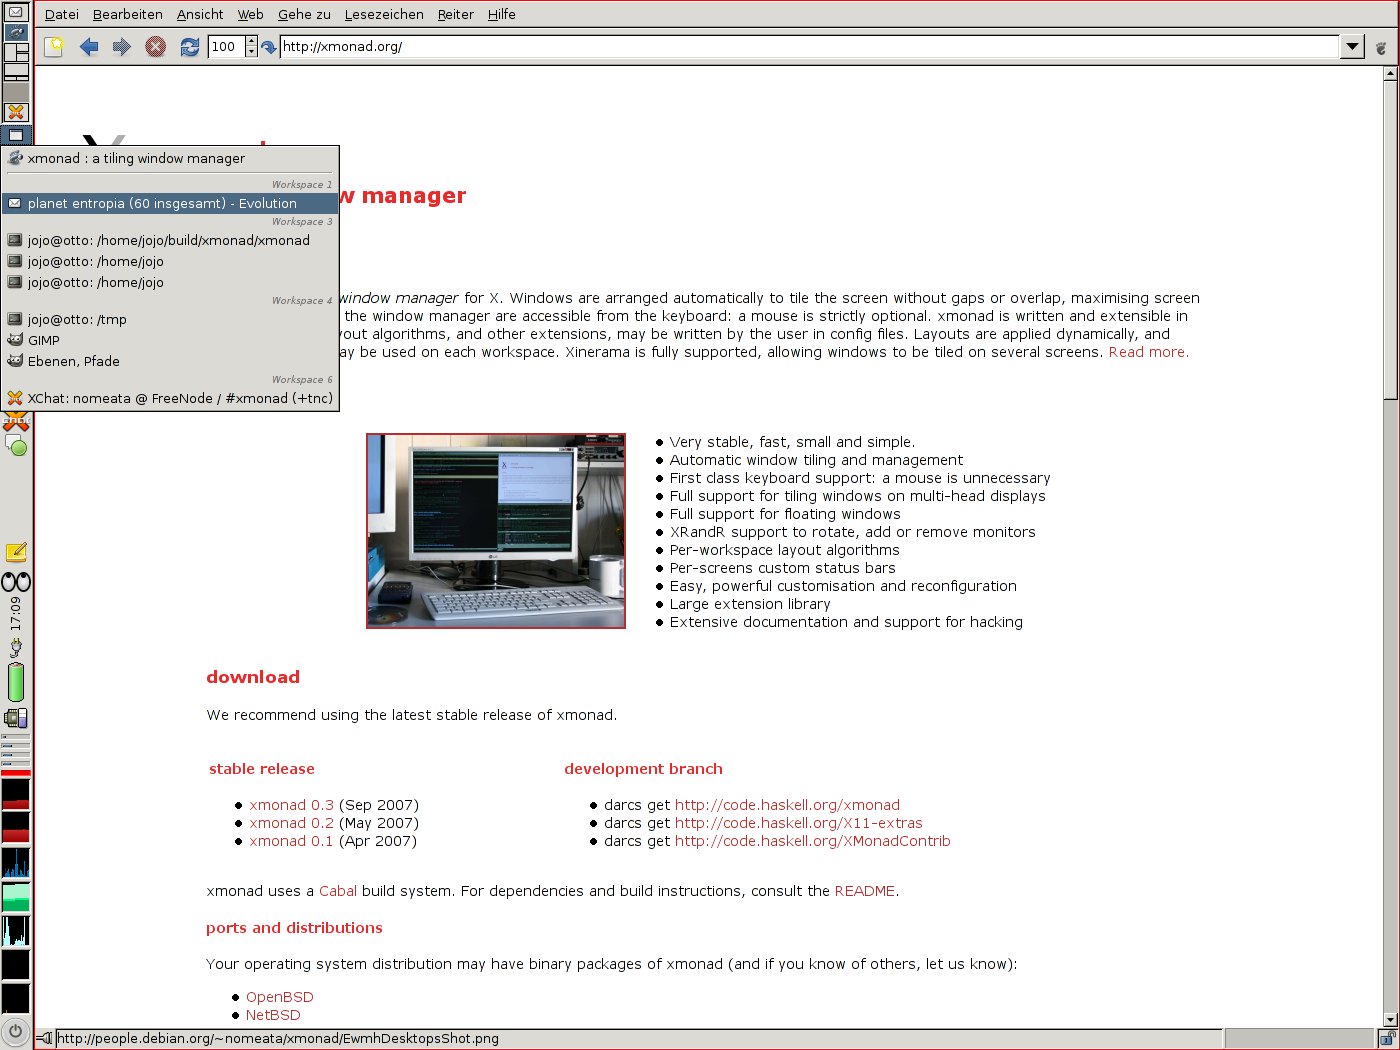 Datei Bearbeiten Ansicht Web Gehe zu Lesezeichen Reiter Hilfe
100 http://xmonad.org/
xmonad : a tiling window manager
Workspace 1
planet entropia (60 insgesamt) - Evolution
Workspace 3
jojo@otto: /home/jojo/build/xmonad/xmonad
jojo@otto: /home/jojo
jojo@otto: /home/jojo
Workspace 4
jojo@otto: /tmp
GIMP
Ebenen, Pfade
Workspace 6
XChat: nomeata @ FreeNode / #xmonad (+tnc)
17:09
manager
window manager for X. Windows are arranged automatically to tile the screen without gaps or overlap, maximising screen
the window manager are accessible from the keyboard: a mouse is strictly optional. xmonad is written and extensible in
algorithms, and other extensions, may be written by the user in config files. Layouts are applied dynamically, and
be used on each workspace. Xinerama is fully supported, allowing windows to be tiled on several screens. Read more.
Very stable, fast, small and simple.
Automatic window tiling and management
First class keyboard support: a mouse is unnecessary
Full support for tiling windows on multi-head displays
Full support for floating windows
XRandR support to rotate, add or remove monitors
Per-workspace layout algorithms
Per-screens custom status bars
Easy, powerful customisation and reconfiguration
Large extension library
Extensive documentation and support for hacking
download
We recommend using the latest stable release of xmonad.
stable release
xmonad 0.3 (Sep 2007)
xmonad 0.2 (May 2007)
xmonad 0.1 (Apr 2007)
development branch
darcs get http://code.haskell.org/xmonad
darcs get http://code.haskell.org/X11-extras
darcs get http://code.haskell.org/XMonadContrib
xmonad uses a Cabal build system. For dependencies and build instructions, consult the README.
ports and distributions
Your operating system distribution may have binary packages of xmonad (and if you know of others, let us know):
OpenBSD
NetBSD
http://people.debian.org/~nomeata/xmonad/EwmhDesktopsShot.png